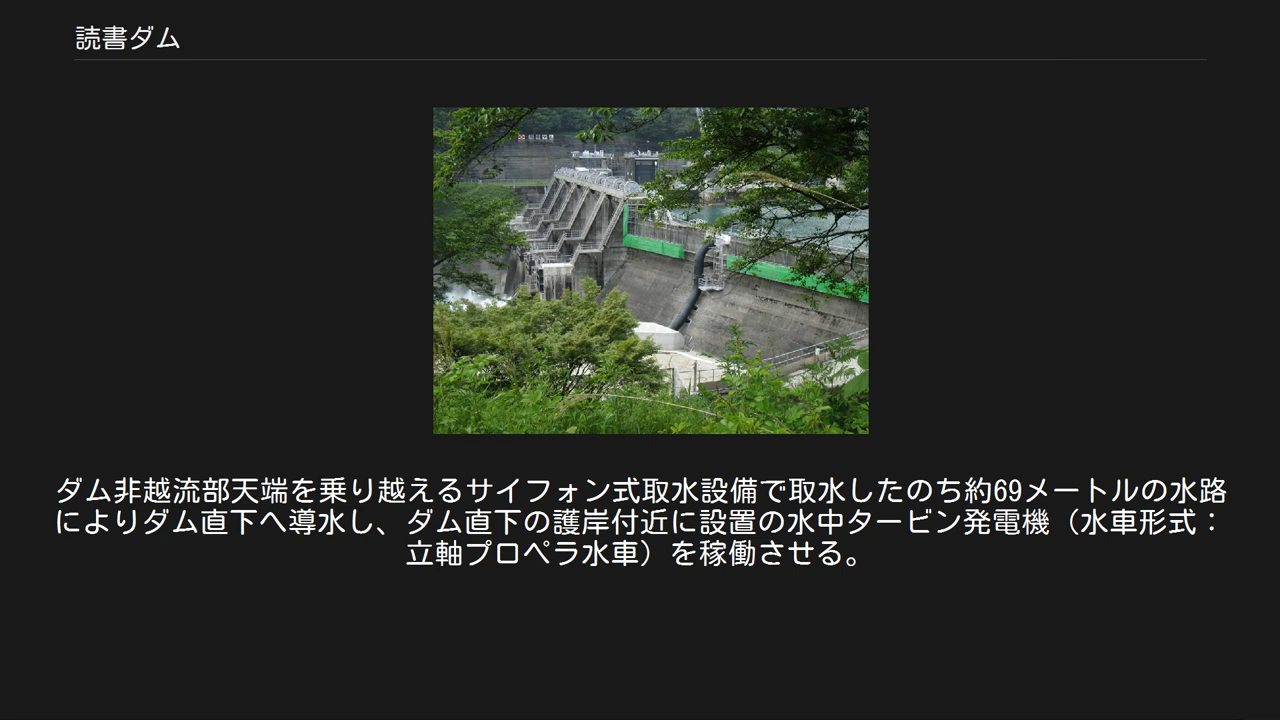 読書ダム
ダム非越流部天端を乗り越えるサイフォン式取水設備で取水したのち約69メートルの水路
によりダム直下へ導水し、ダム直下の護岸付近に設置の水中タービン発電機（水車形式：
立軸プロペラ水車）を稼働させる。